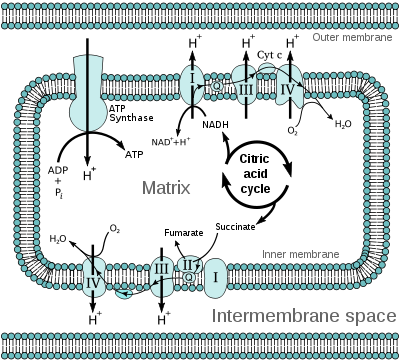 Outer membrane
H⁺
H⁺
Cyt c
H⁺
I
Q
III
IV
ATP
Synthase
NADH
NAD⁺+H⁺
O₂
H₂O
ADP
+
Pᵢ
H⁺
ATP
Matrix
Citric
acid
cycle
Fumarate
Succinate
H₂O
O₂
Inner membrane
IV
III
II
Q
I
H⁺
H⁺
Intermembrane space